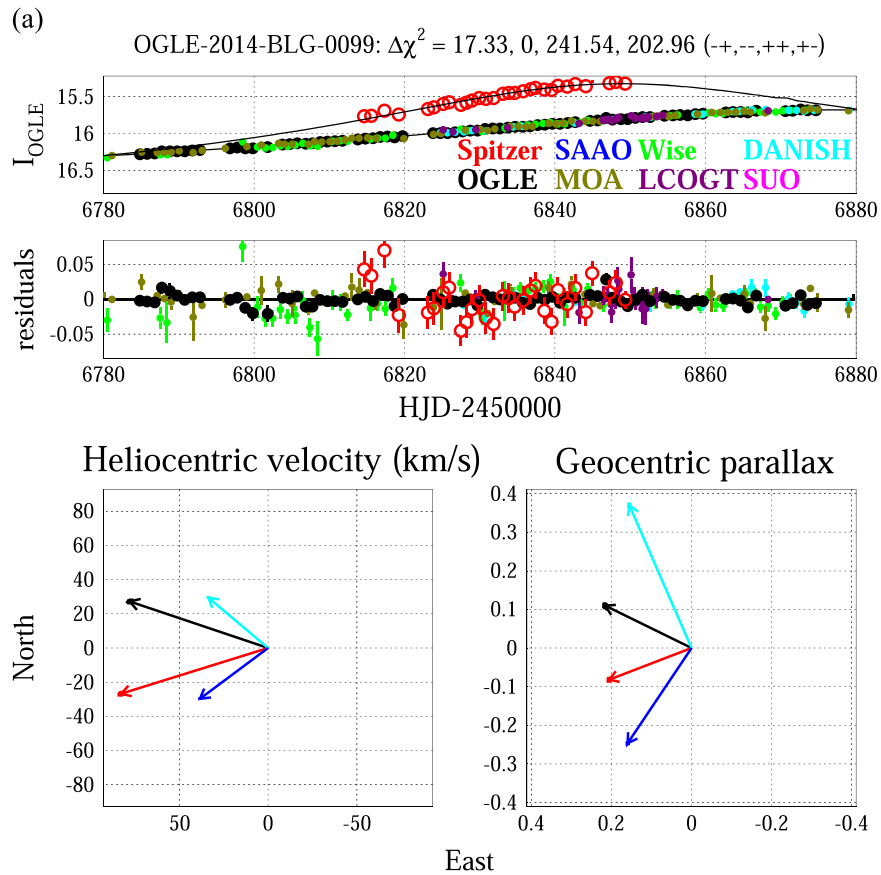 (a)
OGLE-2014-BLG-0099: Δχ² = 17.33, 0, 241.54, 202.96 (-+,--,++,+-)
15.5
16
16.5
I_OGLE
Spitzer SAAO Wise DANISH
OGLE MOA LCOGT SUO
6780 6800 6820 6840 6860 6880
0.05
0
-0.05
residuals
6780 6800 6820 6840 6860 6880
HJD-2450000
Heliocentric velocity (km/s)
80
60
40
20
0
-20
-40
-60
-80
North
50 0 -50
Geocentric parallax
0.4
0.3
0.2
0.1
0
-0.1
-0.2
-0.3
-0.4
0.4 0.2 0 -0.2 -0.4
East